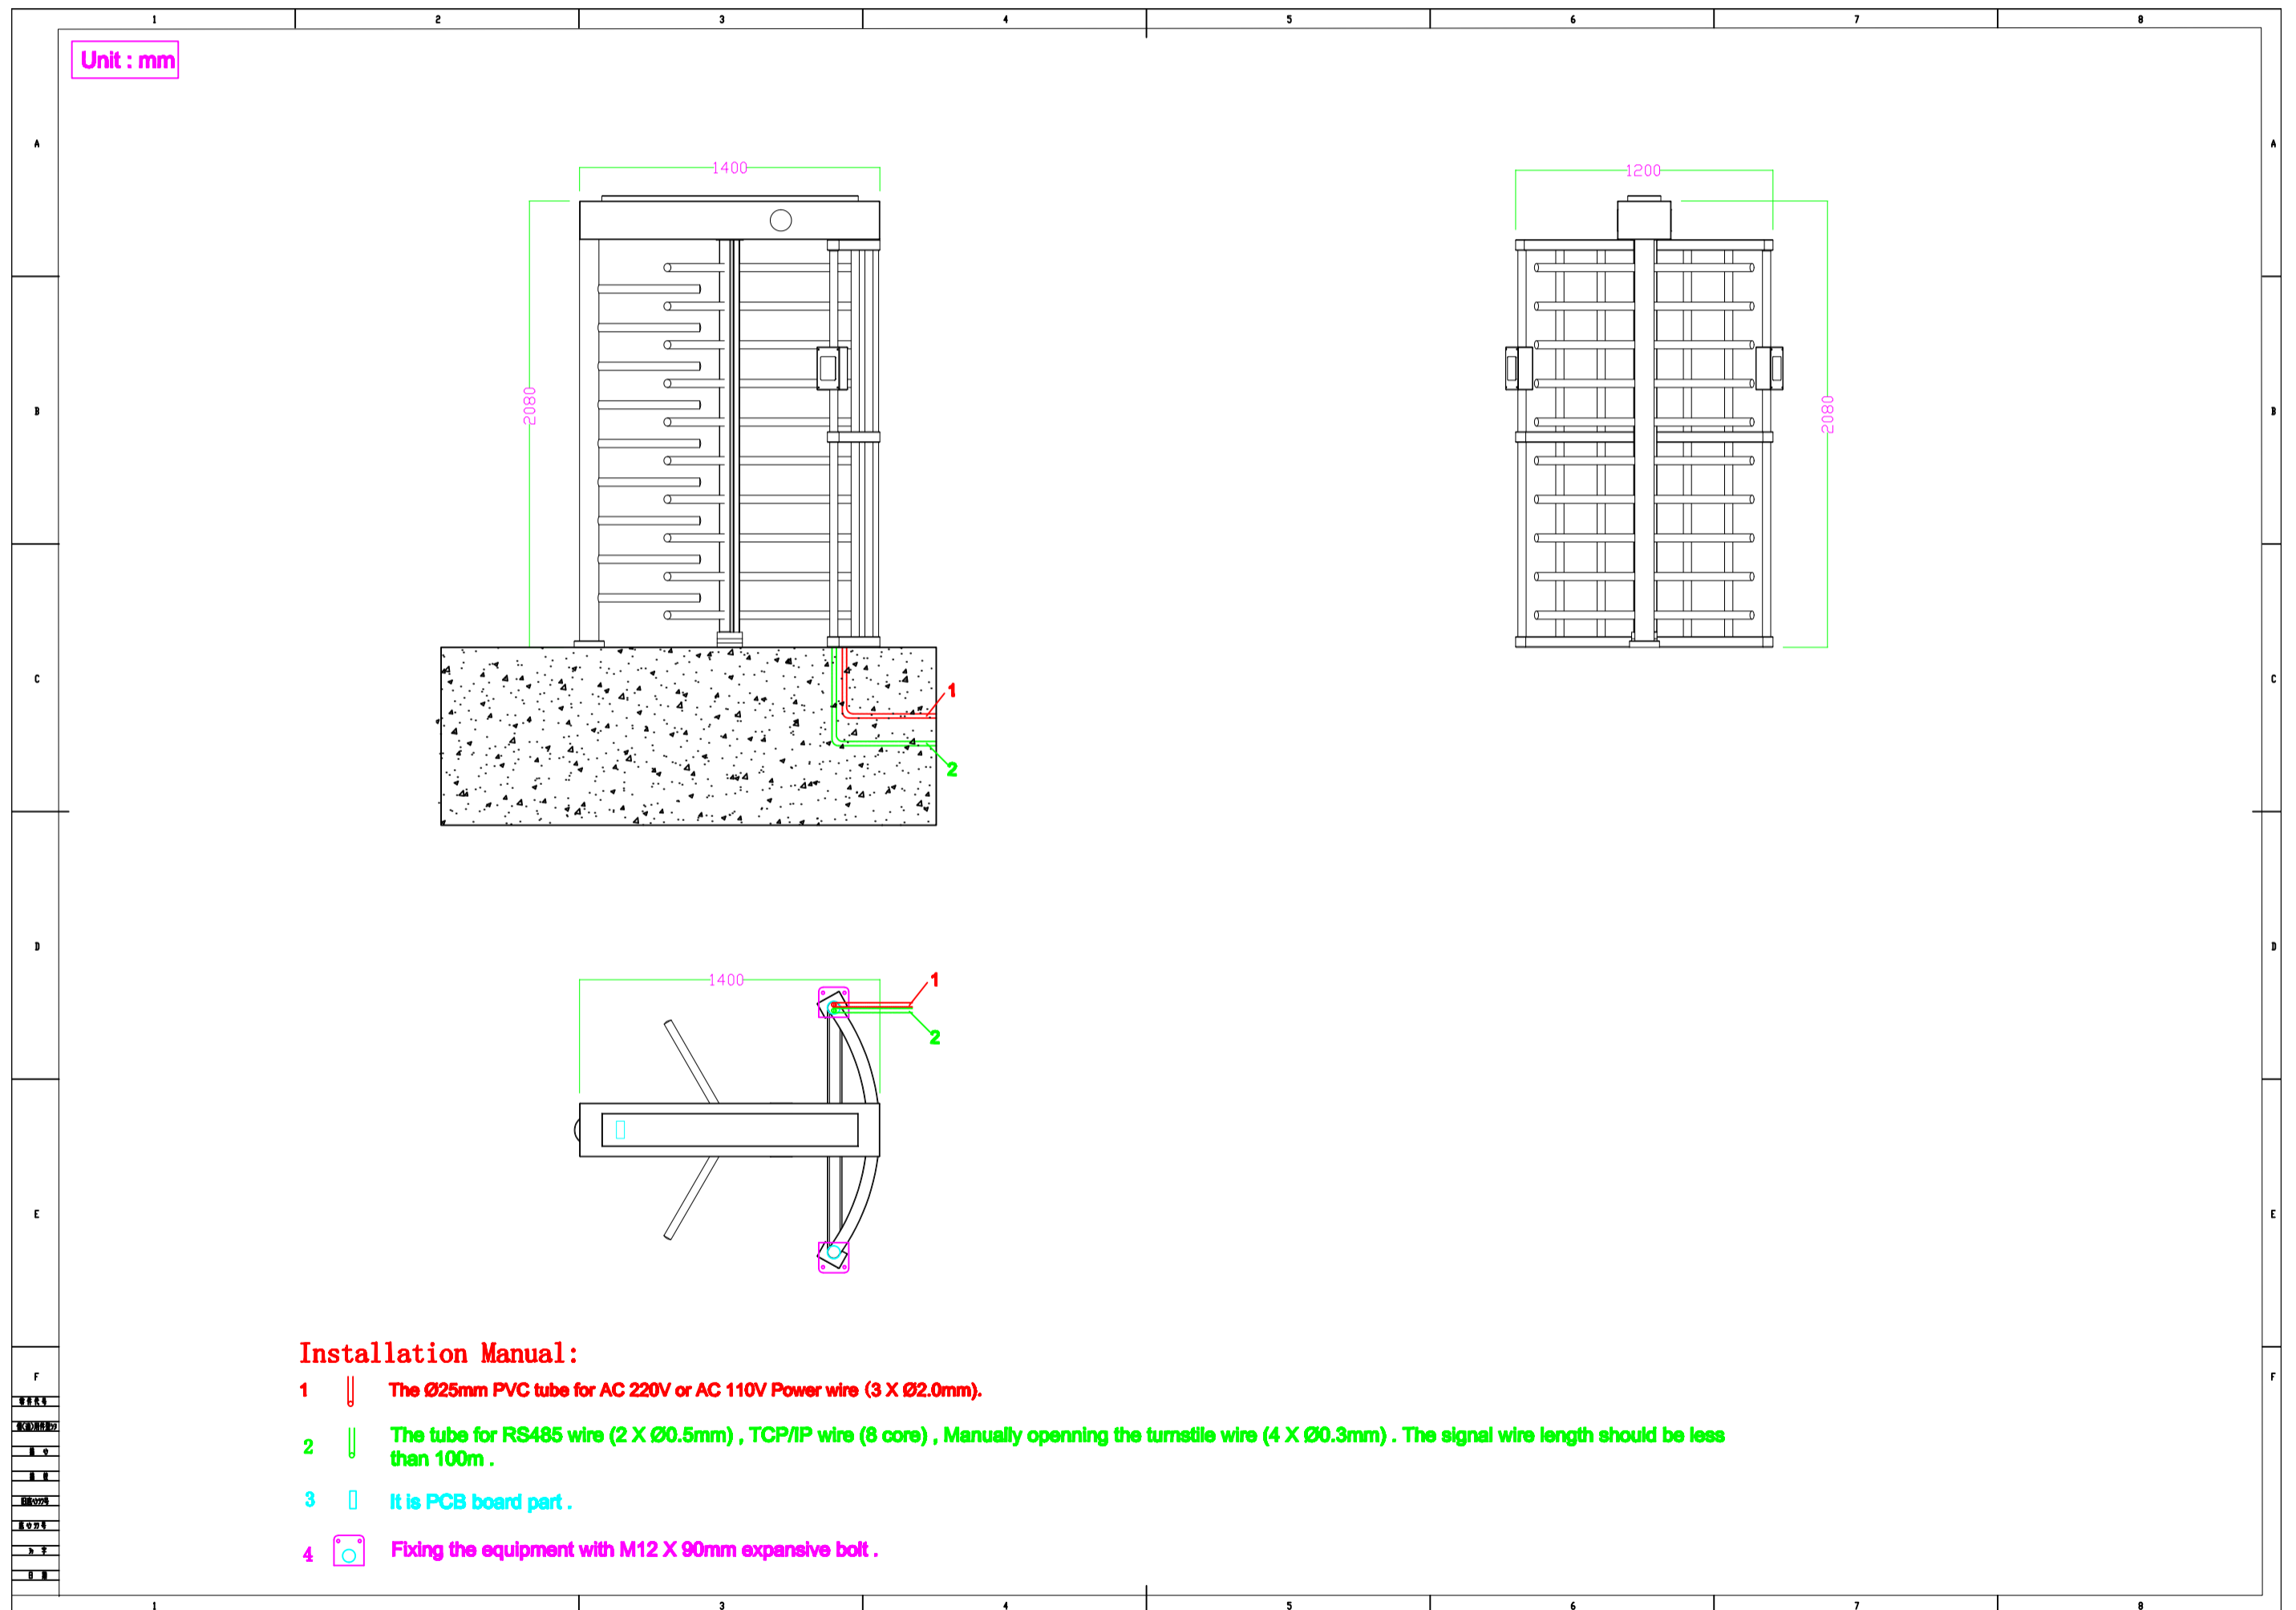 1 2 3 4 5 6 7 8
Unit : mm
A A
1400
1200
2080
2080
B B
C C
1
2
D D
1400
1
2
E E
Installation Manual:
F F
1 The Ø25mm PVC tube for AC 220V or AC 110V Power wire (3 X Ø2.0mm).
2 The tube for RS485 wire (2 X Ø0.5mm) , TCP/IP wire (8 core) , Manually openning the turnstile wire (4 X Ø0.3mm) . The signal wire length should be less
than 100m .
3 It is PCB board part .
4 Fixing the equipment with M12 X 90mm expansive bolt .
1 3 4 5 6 7 8